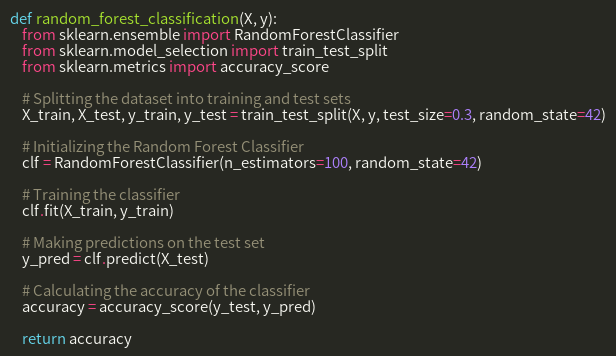 def random_forest_classification(X, y):
from sklearn.ensemble import RandomForestClassifier
from sklearn.model_selection import train_test_split
from sklearn.metrics import accuracy_score
# Splitting the dataset into training and test sets
X_train, X_test, y_train, y_test = train_test_split(X, y, test_size=0.3, random_state=42)
# Initializing the Random Forest Classifier
clf = RandomForestClassifier(n_estimators=100, random_state=42)
# Training the classifier
clf.fit(X_train, y_train)
# Making predictions on the test set
y_pred = clf.predict(X_test)
# Calculating the accuracy of the classifier
accuracy = accuracy_score(y_test, y_pred)
return accuracy